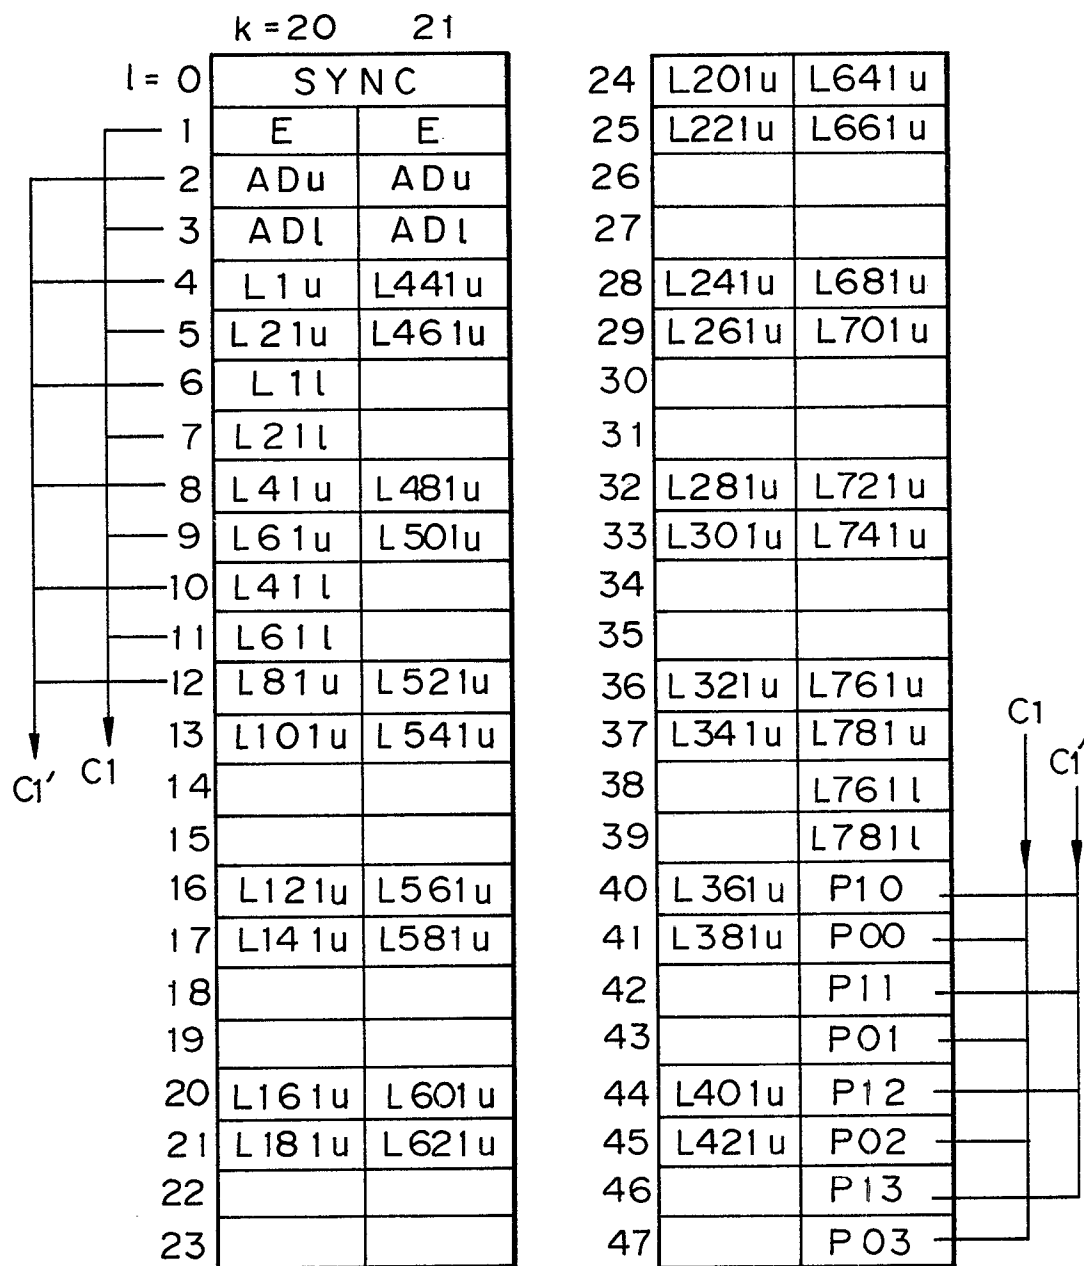 k=20 21
l= 0 SYNC
1 E E
2 ADu ADu
3 ADl ADl
4 L1u L441u
5 L21u L461u
6 L1l
7 L21l
8 L41u L481u
9 L61u L501u
10 L41l
11 L61l
12 L81u L521u
13 L101u L541u
14
15
16 L121u L561u
17 L141u L581u
18
19
20 L161u L601u
21 L181u L621u
22
23
C1' C1
24 L201u L641u
25 L221u L661u
26
27
28 L241u L681u
29 L261u L701u
30
31
32 L281u L721u
33 L301u L741u
34
35
36 L321u L761u
37 L341u L781u
38 L761l
39 L781l
40 L361u P10
41 L381u P00
42 P11
43 P01
44 L401u P12
45 L421u P02
46 P13
47 P03
C1
C1'